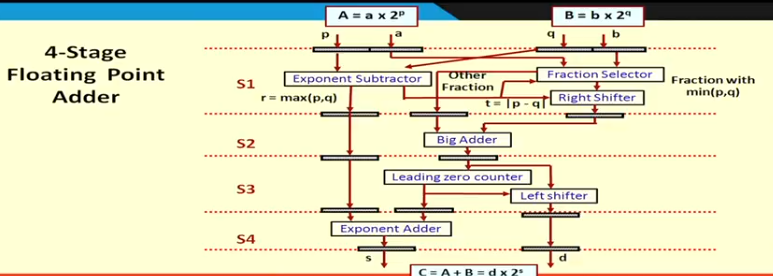 A = a x 2ᵖ
B = b x 2ᑫ
p
a
q
b
4-Stage
Floating Point
Adder
S1
Exponent Subtractor
Other
Fraction
Fraction Selector
Fraction with
min(p,q)
r = max(p,q)
t = |p - q|
Right Shifter
S2
Big Adder
S3
Leading zero counter
Left shifter
S4
Exponent Adder
s
d
C = A + B = d x 2ˢ